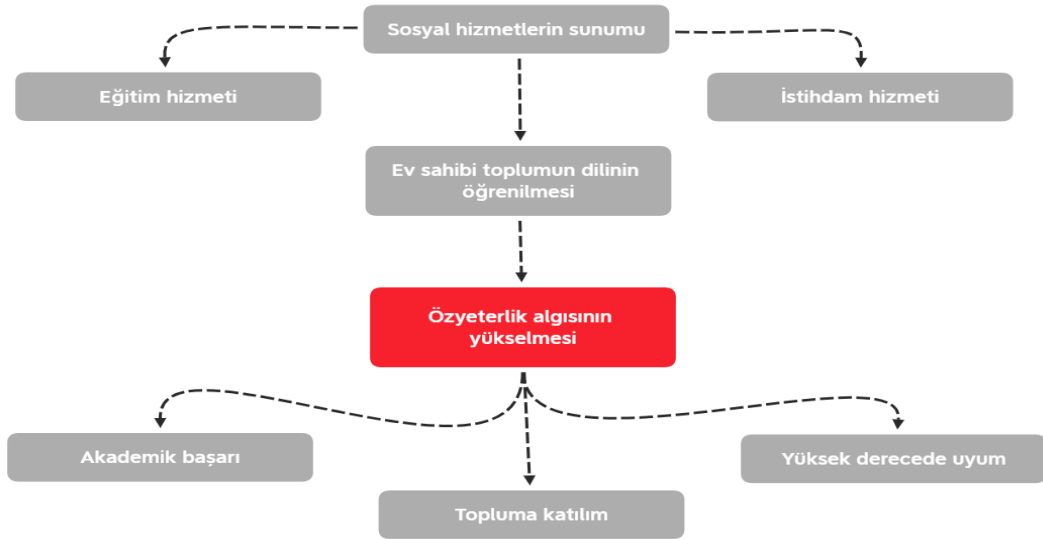 Sosyal hizmetlerin sunumu
Eğitim hizmeti
İstihdam hizmeti
Ev sahibi toplumun dilinin
öğrenilmesi
Özyeterlik algısının
yükselmesi
Akademik başarı
Yüksek derecede uyum
Topluma katılım